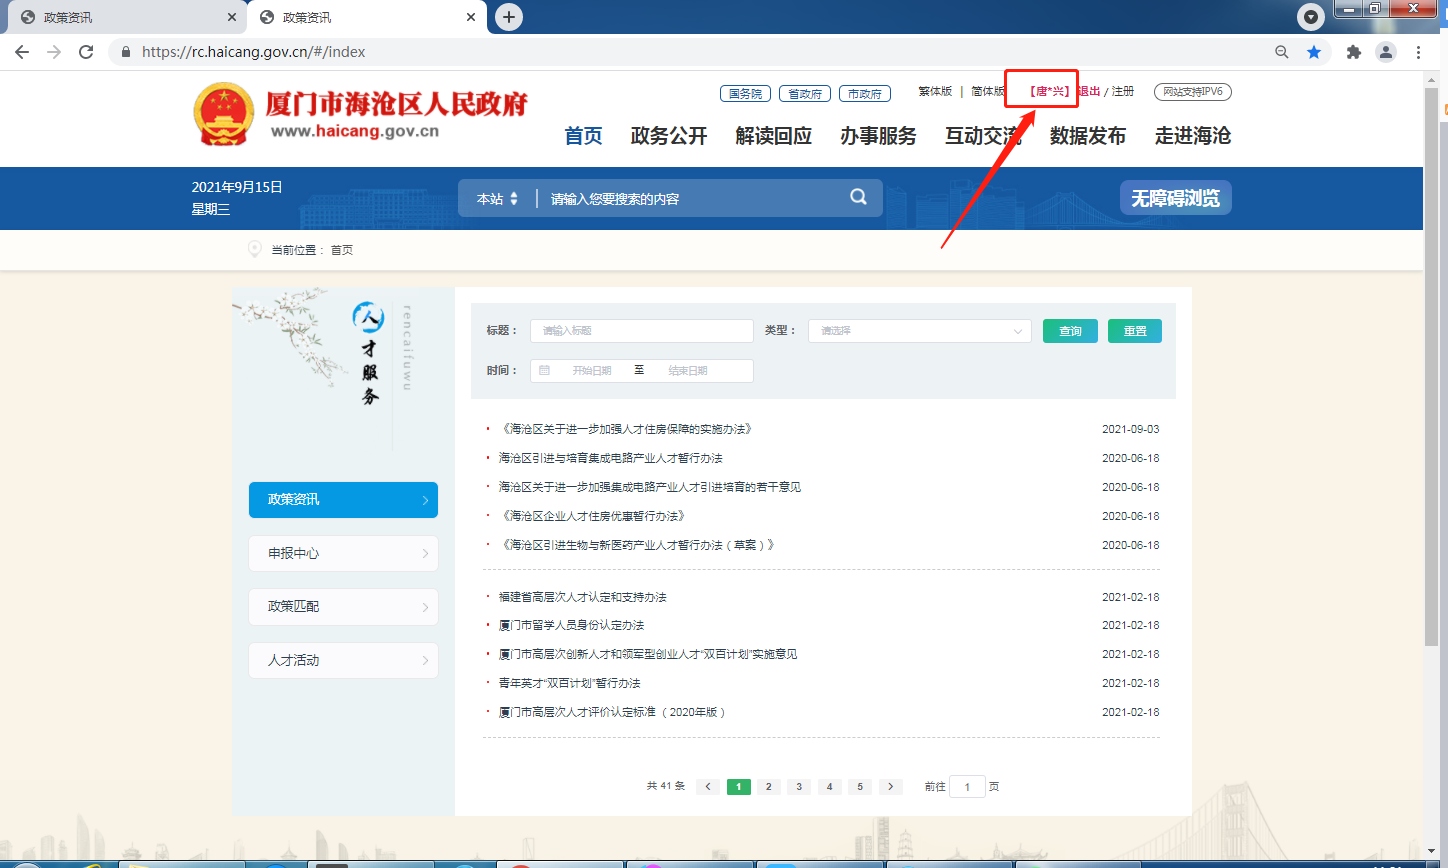 政策资讯
政策资讯
https://rc.haicang.gov.cn/#/index
厦门市海沧区人民政府
www.haicang.gov.cn
国务院 省政府 市政府 繁体版 | 简体版 【唐*兴】 退出 / 注册 网站支持IPV6
首页 政务公开 解读回应 办事服务 互动交流 数据发布 走进海沧
2021年9月15日
星期三
本站 请输入您要搜索的内容
无障碍浏览
当前位置： 首页
人才服务
rencaifuwu
政策资讯
申报中心
政策匹配
人才活动
标题： 请输入标题 类型： 请选择 查询 重置
时间： 开始日期 至 结束日期
《海沧区关于进一步加强人才住房保障的实施办法》 2021-09-03
海沧区引进与培育集成电路产业人才暂行办法 2020-06-18
海沧区关于进一步加强集成电路产业人才引进培育的若干意见 2020-06-18
《海沧区企业人才住房优惠暂行办法》 2020-06-18
《海沧区引进生物与新医药产业人才暂行办法（草案）》 2020-06-18
福建省高层次人才认定和支持办法 2021-02-18
厦门市留学人员身份认定办法 2021-02-18
厦门市高层次创新人才和领军型创业人才“双百计划”实施意见 2021-02-18
青年英才“双百计划”暂行办法 2021-02-18
厦门市高层次人才评价认定标准（2020年版） 2021-02-18
共 41 条 1 2 3 4 5 前往 1 页